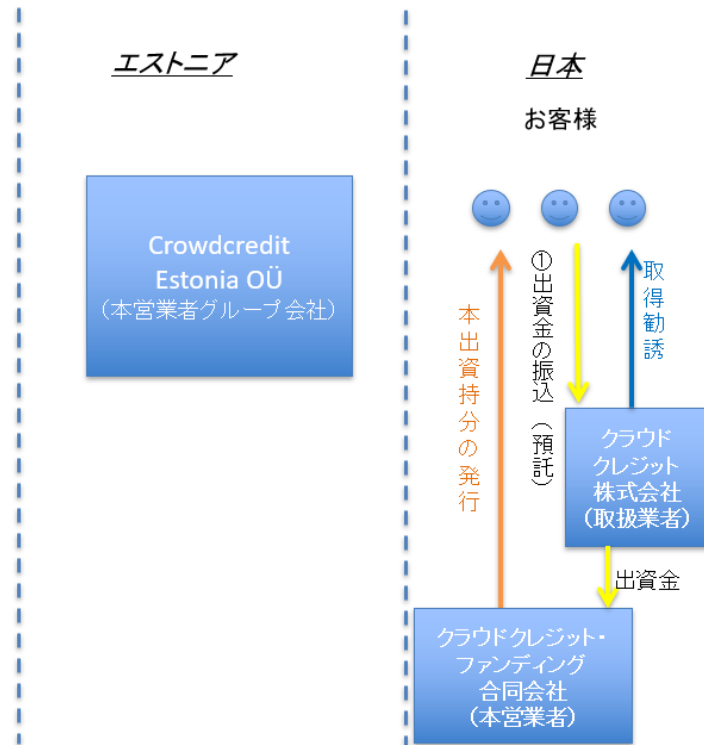 エストニア
日本
お客様
Crowdcredit
Estonia OÜ
（本営業者グループ会社）
本出資持分の発行
①出資金の振込（預託）
取得勧誘
クラウド
クレジット
株式会社
（取扱業者）
出資金
クラウドクレジット・
ファンディング
合同会社
（本営業者）